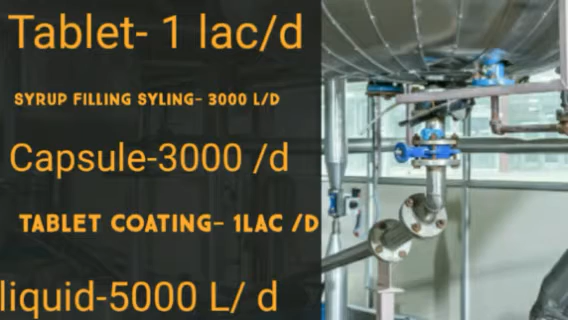 Tablet- 1 lac/d
SYRUP FILLING SYLING- 3000 L/D
Capsule-3000 /d
TABLET COATING- 1LAC /D
liquid-5000 L/ d